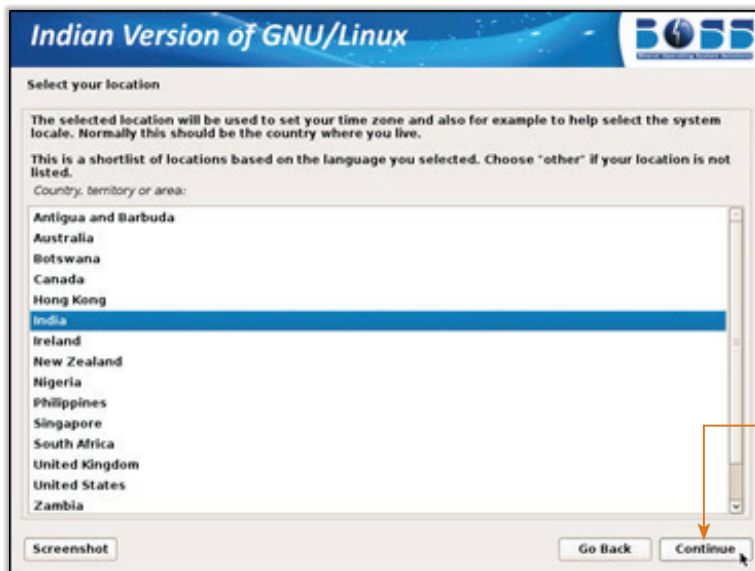 Indian Version of GNU/Linux
BOSS
Select your location
The selected location will be used to set your time zone and also for example to help select the system
locale. Normally this should be the country where you live.
This is a shortlist of locations based on the language you selected. Choose "other" if your location is not
listed.
Country, territory or area:
Antigua and Barbuda
Australia
Botswana
Canada
Hong Kong
India
Ireland
New Zealand
Nigeria
Philippines
Singapore
South Africa
United Kingdom
United States
Zambia
Screenshot
Go Back
Continue